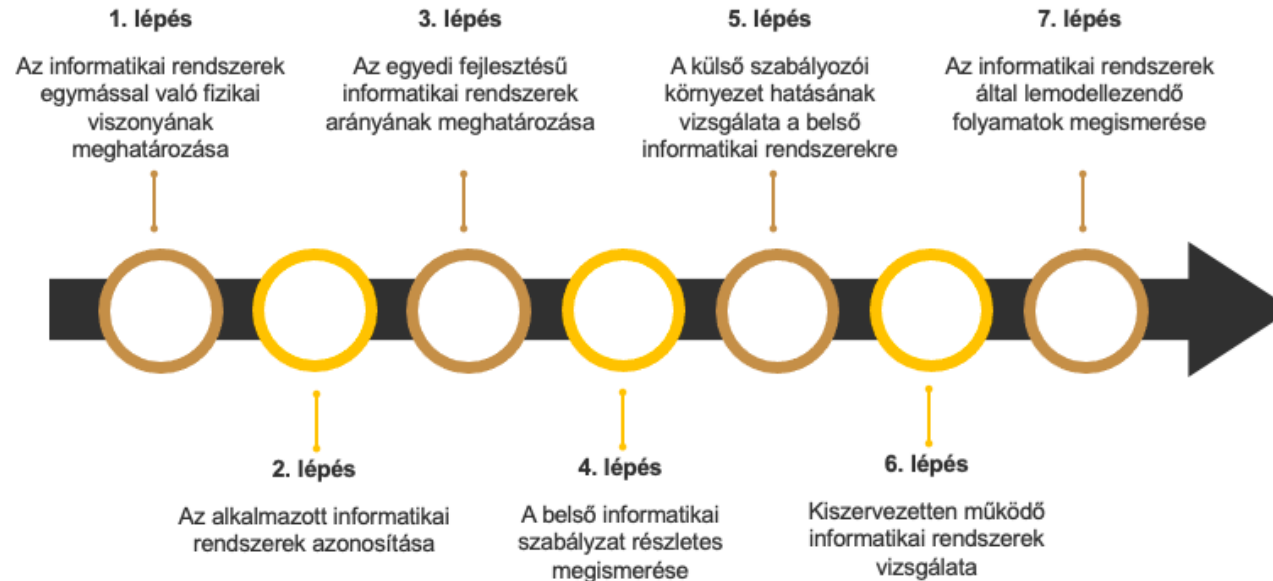 1. lépés
Az informatikai rendszerek
egymással való fizikai
viszonyának
meghatározása
2. lépés
Az alkalmazott informatikai
rendszerek azonosítása
3. lépés
Az egyedi fejlesztésű
informatikai rendszerek
arányának meghatározása
4. lépés
A belső informatikai
szabályzat részletes
megismerése
5. lépés
A külső szabályozói
környezet hatásának
vizsgálata a belső
informatikai rendszerekre
6. lépés
Kiszervezetten működő
informatikai rendszerek
vizsgálata
7. lépés
Az informatikai rendszerek
által lemodellezendő
folyamatok megismerése